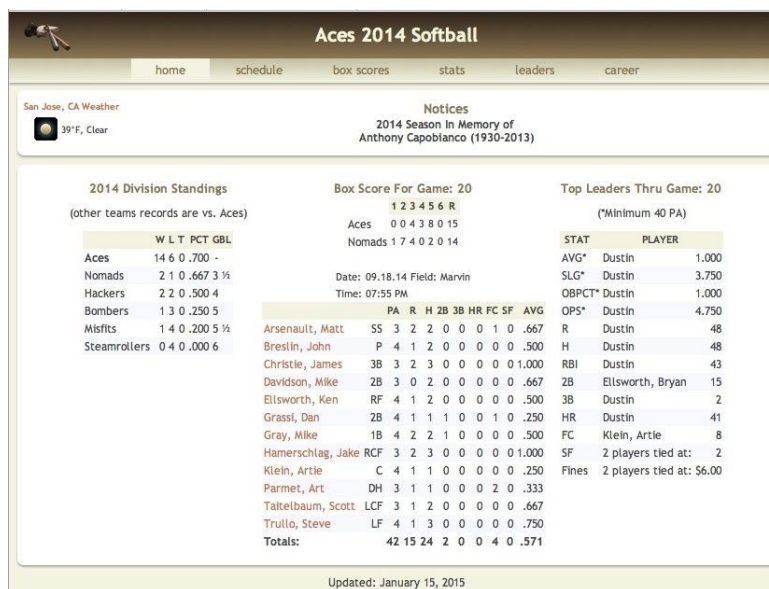 Aces 2014 Softball
home schedule box scores stats leaders career
San Jose, CA Weather
39°F, Clear
Notices
2014 Season In Memory of
Anthony Capobianco (1930-2013)
2014 Division Standings
(other teams records are vs. Aces)
W L T PCT GBL
Aces 14 6 0 .700 -
Nomads 2 1 0 .667 3 ½
Hackers 2 2 0 .500 4
Bombers 1 3 0 .250 5
Misfits 1 4 0 .200 5 ½
Steamrollers 0 4 0 .000 6
Box Score For Game: 20
1 2 3 4 5 6 R
Aces 0 0 4 3 8 0 15
Nomads 1 7 4 0 2 0 14
Date: 09.18.14 Field: Marvin
Time: 07:55 PM
PA R H 2B 3B HR FC SF AVG
Arsenault, Matt SS 3 2 2 0 0 0 1 0 .667
Breslin, John P 4 1 2 0 0 0 0 0 .500
Christie, James 3B 3 2 3 0 0 0 0 0 1.000
Davidson, Mike 2B 3 0 2 0 0 0 0 0 .667
Ellsworth, Ken RF 4 1 2 0 0 0 0 0 .500
Grassi, Dan 2B 4 1 1 1 0 0 1 0 .250
Gray, Mike 1B 4 2 2 1 0 0 0 0 .500
Hamerschlag, Jake RCF 3 2 3 0 0 0 0 0 1.000
Klein, Artie C 4 1 1 0 0 0 0 0 .250
Parmet, Art DH 3 1 1 0 0 0 2 0 .333
Taitelbaum, Scott LCF 3 1 2 0 0 0 0 0 .667
Trullo, Steve LF 4 1 3 0 0 0 0 0 .750
Totals: 42 15 24 2 0 0 4 0 .571
Top Leaders Thru Game: 20
(*Minimum 40 PA)
STAT PLAYER
AVG* Dustin 1.000
SLG* Dustin 3.750
OBPCT* Dustin 1.000
OPS* Dustin 4.750
R Dustin 48
H Dustin 48
RBI Dustin 43
2B Ellsworth, Bryan 15
3B Dustin 2
HR Dustin 41
FC Klein, Artie 8
SF 2 players tied at: 2
Fines 2 players tied at: $6.00
Updated: January 15, 2015